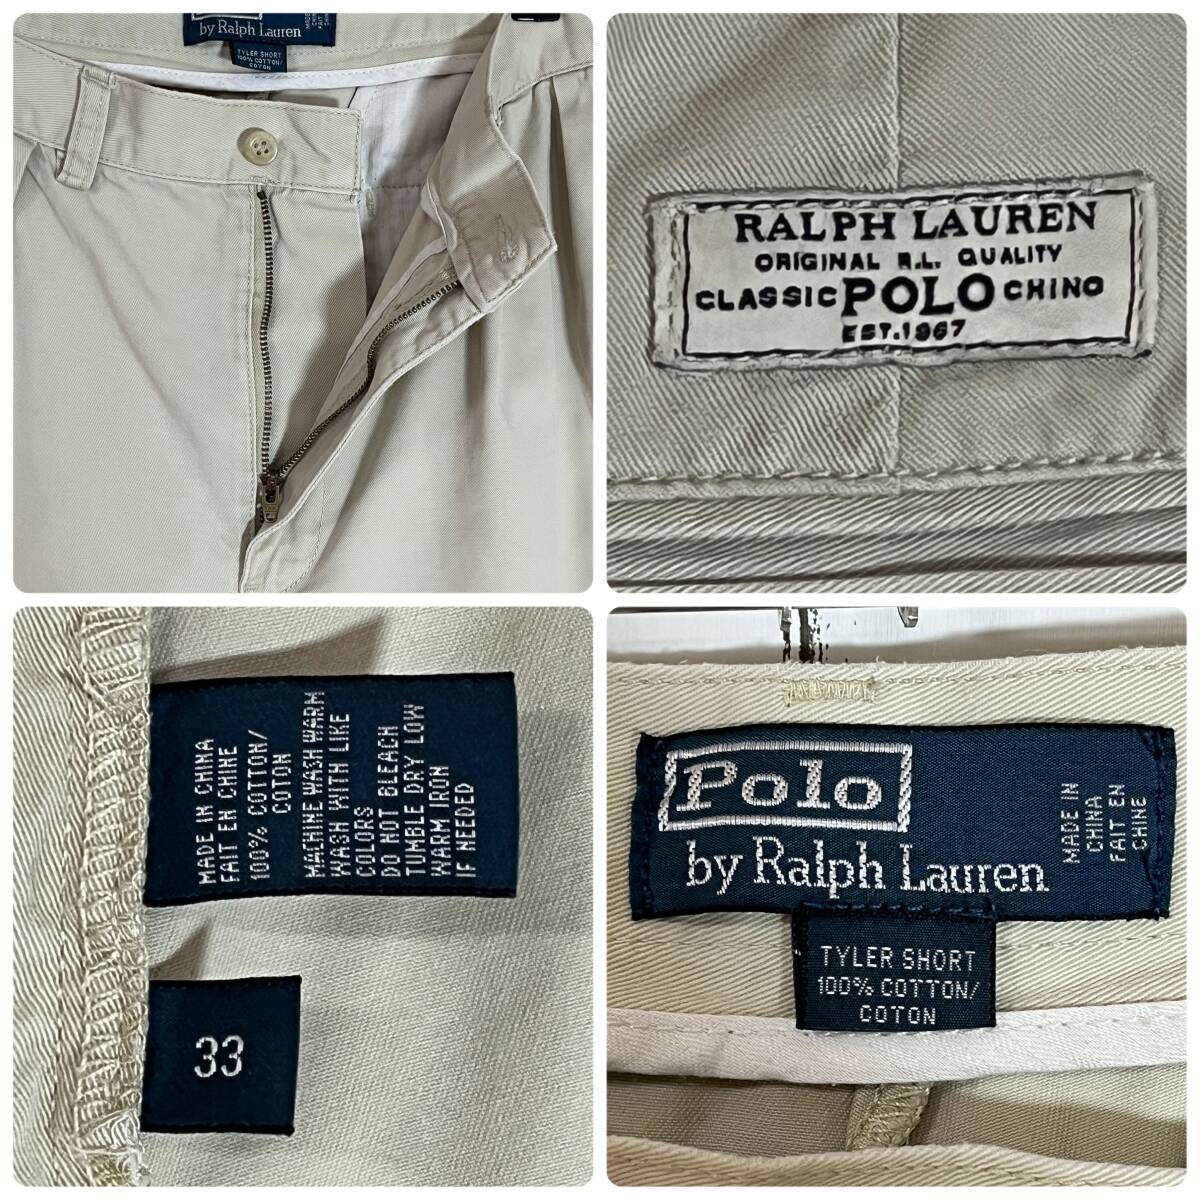 by Ralph Lauren
MADE
FAIT
CHINE
TYLER SHORT
100% COTTON/
COTON
RALPH LAUREN
ORIGINAL R.L. QUALITY
CLASSIC POLO CHINO
EST.1967
MADE IN CHINA
FAIT EN CHINE
100% COTTON/
COTON
MACHINE WASH WARM
WASH WITH LIKE
COLORS
DO NOT BLEACH
TUMBLE DRY LOW
WARM IRON
IF NEEDED
33
Polo
by Ralph Lauren
MADE IN
CHINA
FAIT EN
CHINE
TYLER SHORT
100% COTTON/
COTON